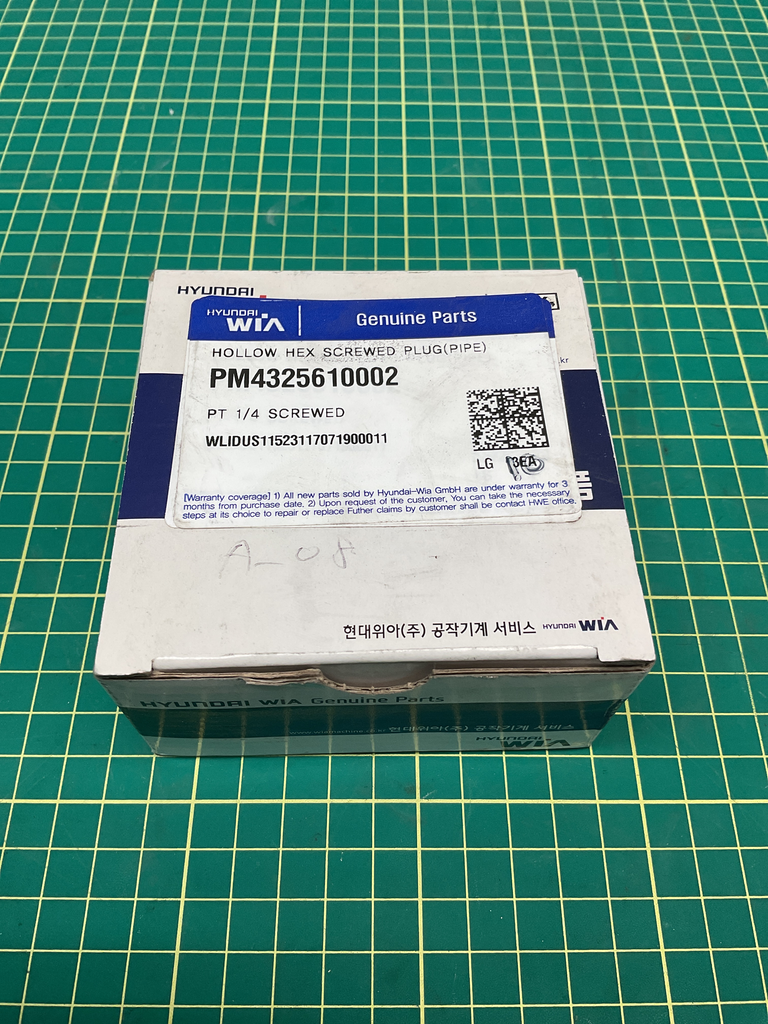 HYUNDAI
HYUNDAI
WIA
Genuine Parts
HOLLOW HEX SCREWED PLUG(PIPE)
.kr
PM4325610002
PT 1/4 SCREWED
WLIDUS11523117071900011
LG 3EA
[Warranty coverage] 1) All new parts sold by Hyundai-Wia GmbH are under warranty for 3
months from purchase date. 2) Upon request of the customer, You can take the necessary
steps at its choice to repair or replace Futher claims by customer shall be contact HWE office.
A-08
현대위아(주) 공작기계 서비스 HYUNDAI WIA
HYUNDAI WIA Genuine Parts
현대위아(주) 공작기계 서비스
HYUNDAI
WIA